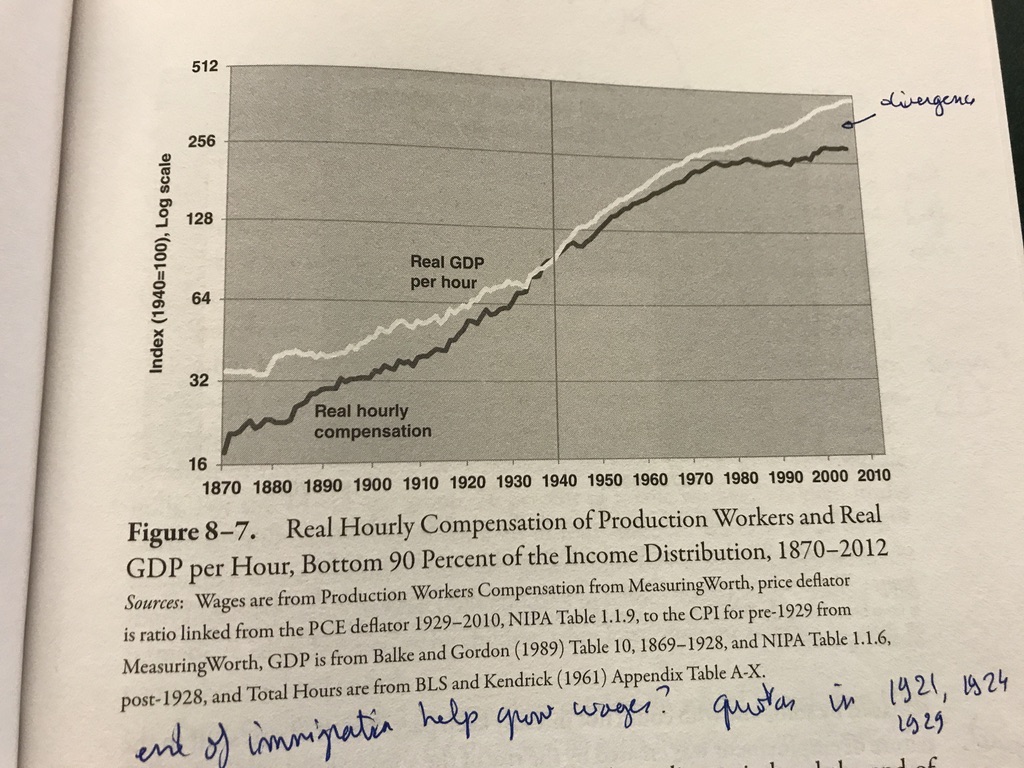 512
256
128
64
32
16
Index (1940=100), Log scale
divergence
Real GDP
per hour
Real hourly
compensation
1870 1880 1890 1900 1910 1920 1930 1940 1950 1960 1970 1980 1990 2000 2010
Figure 8–7. Real Hourly Compensation of Production Workers and Real
GDP per Hour, Bottom 90 Percent of the Income Distribution, 1870–2012
Sources: Wages are from Production Workers Compensation from MeasuringWorth, price deflator
is ratio linked from the PCE deflator 1929–2010, NIPA Table 1.1.9, to the CPI for pre-1929 from
MeasuringWorth, GDP is from Balke and Gordon (1989) Table 10, 1869–1928, and NIPA Table 1.1.6,
post-1928, and Total Hours are from BLS and Kendrick (1961) Appendix Table A-X.
end of immigration help grow wages? quotas in 1921, 1924
1929